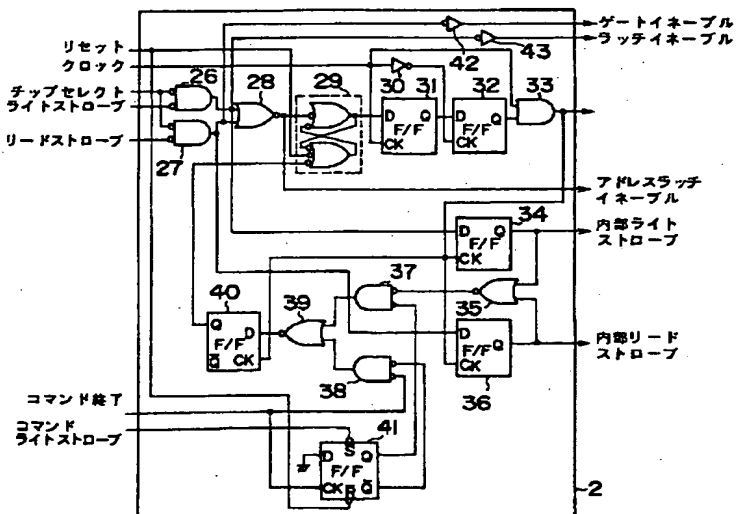 リセット
クロック
チップセレクト
ライトストローブ
リードストローブ
26
27
28
29
30
31
32
33
42
43
ゲートイネーブル
ラッチイネーブル
D
F/F
Q
CK
D
F/F
Q
CK
アドレスラッチ
イネーブル
34
D
Q
F/F
CK
内部ライト
ストローブ
35
37
36
D
F/F
Q
CK
内部リード
ストローブ
40
Q
D
F/F
Q̅
CK
39
38
コマンド終了
コマンド
ライトストローブ
41
D
S
Q
F/F
CK
R
Q̅
2